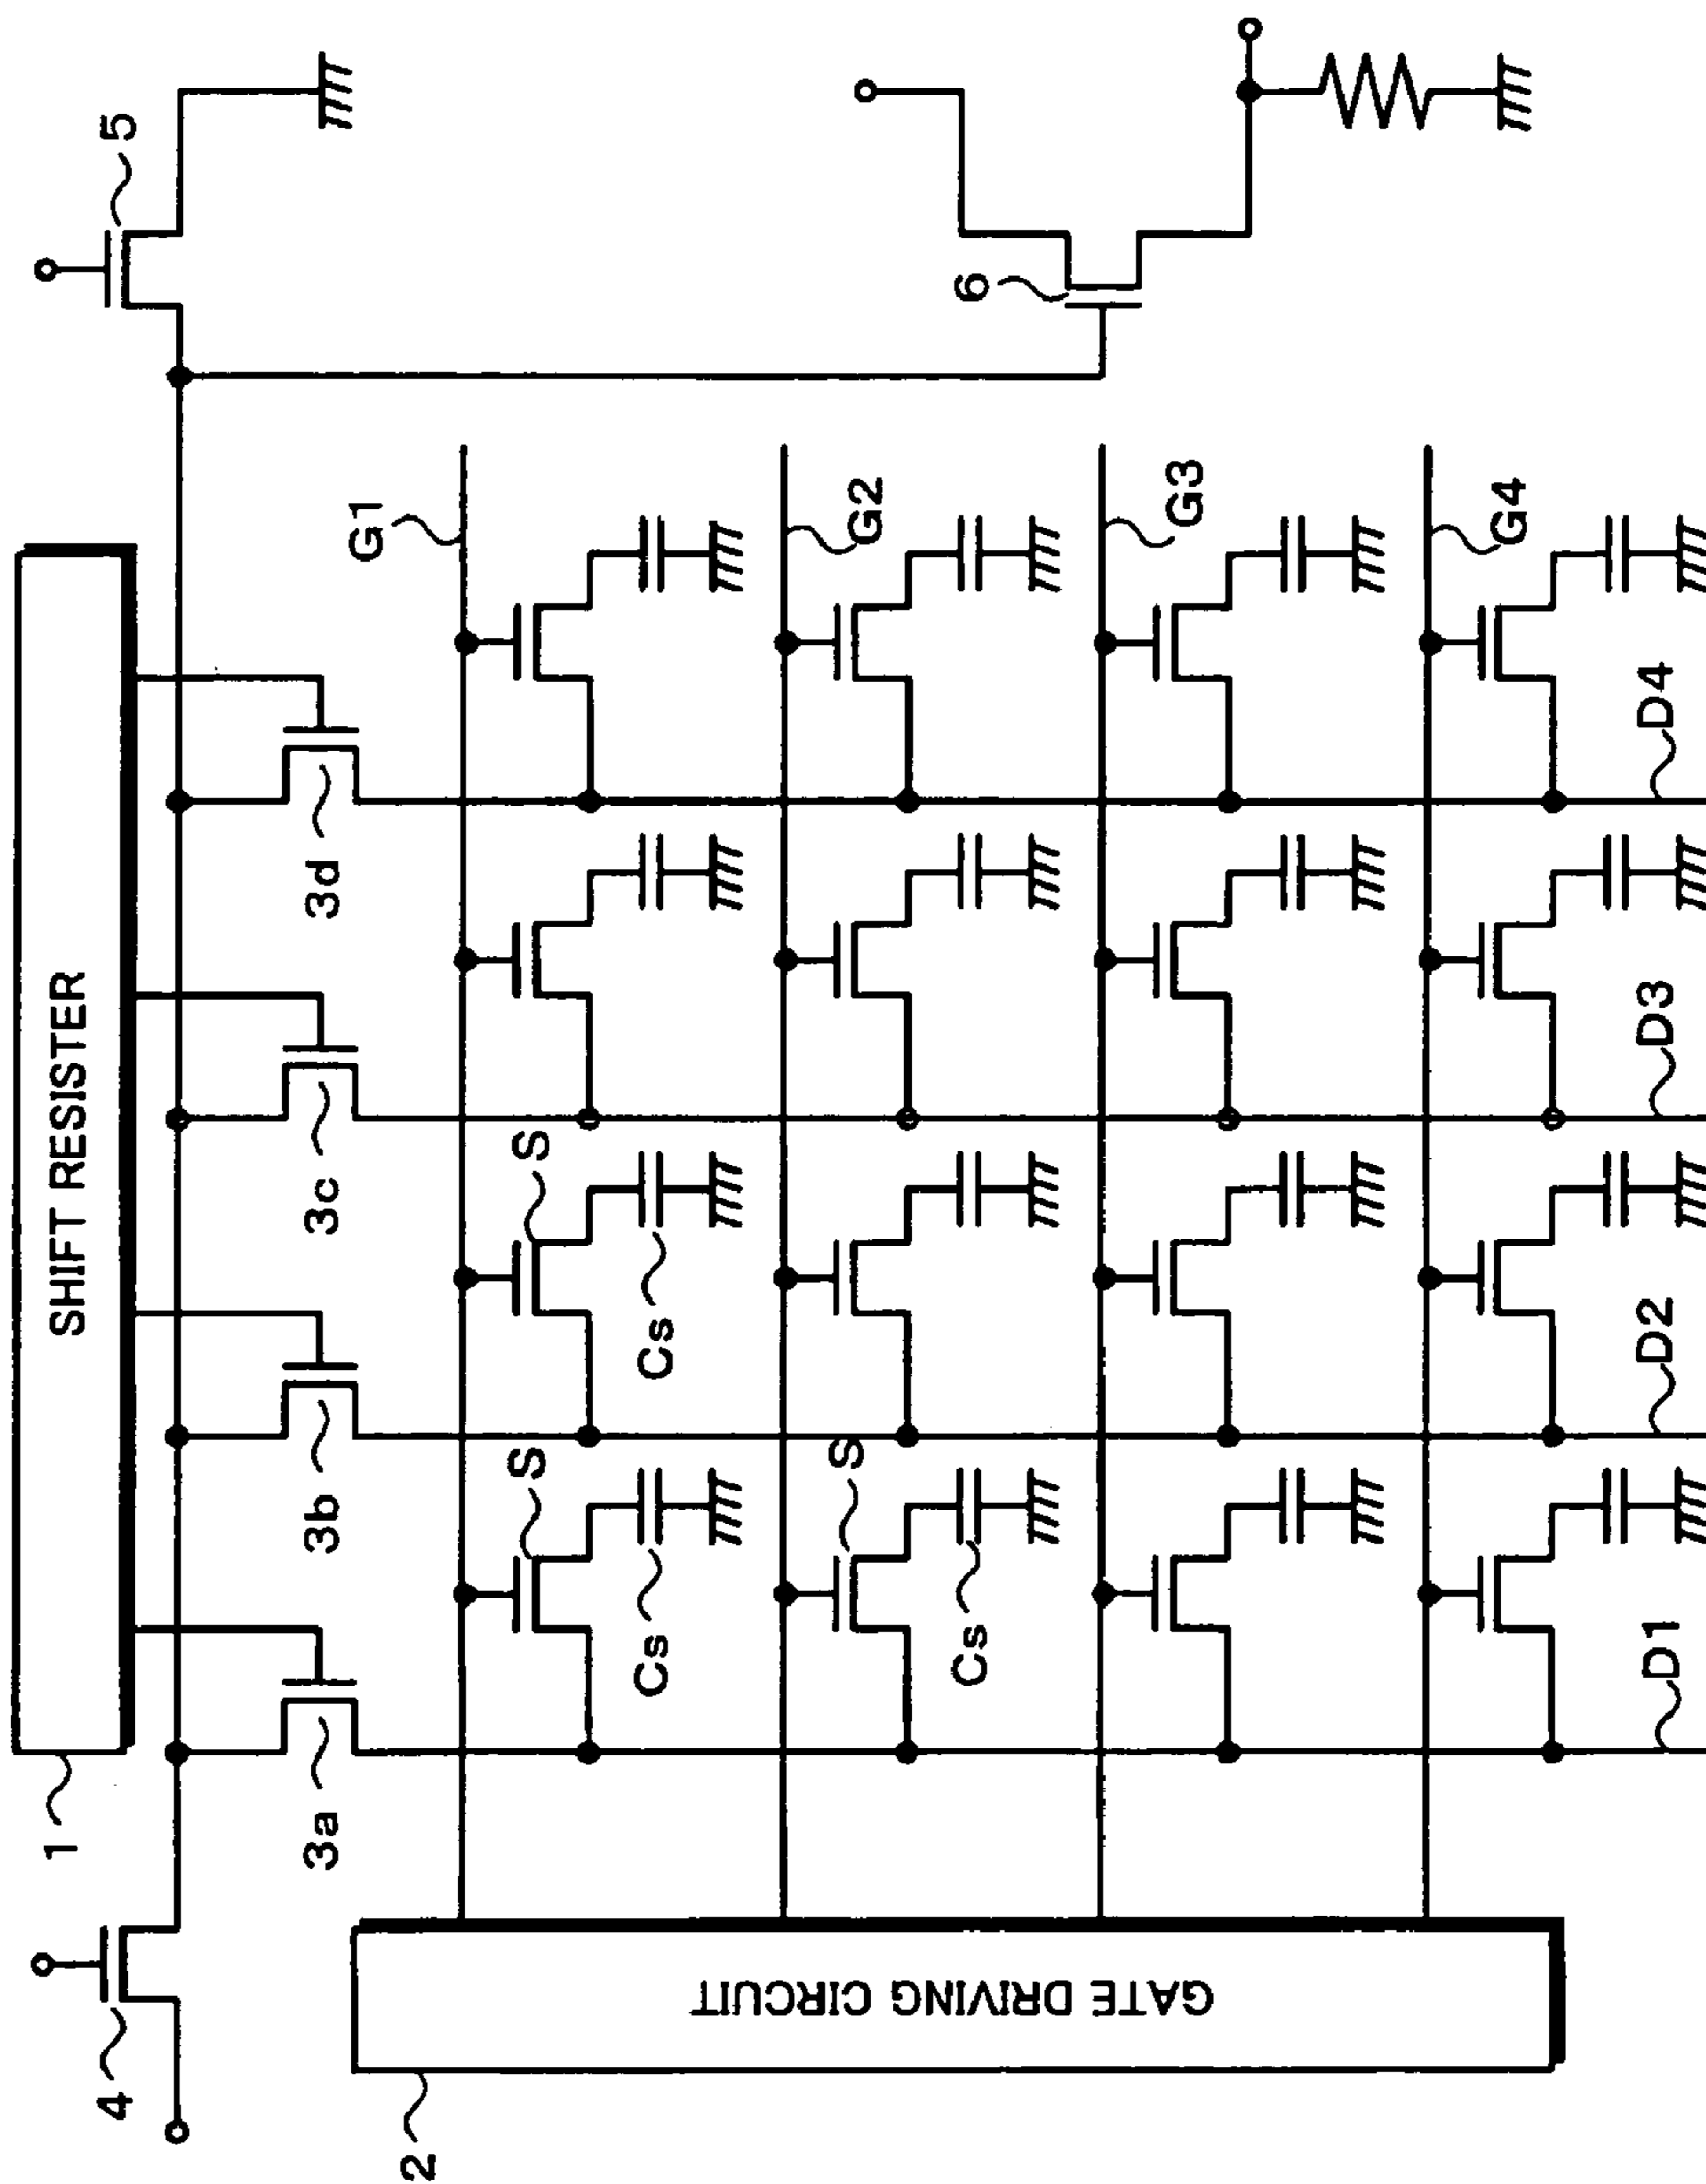 1
SHIFT RESISTER
4
5
3a
3b
3c
3d
G1
2
S
S
Cs
Cs
S
G2
Cs
6
GATE DRIVING CIRCUIT
G3
G4
D1
D2
D3
D4